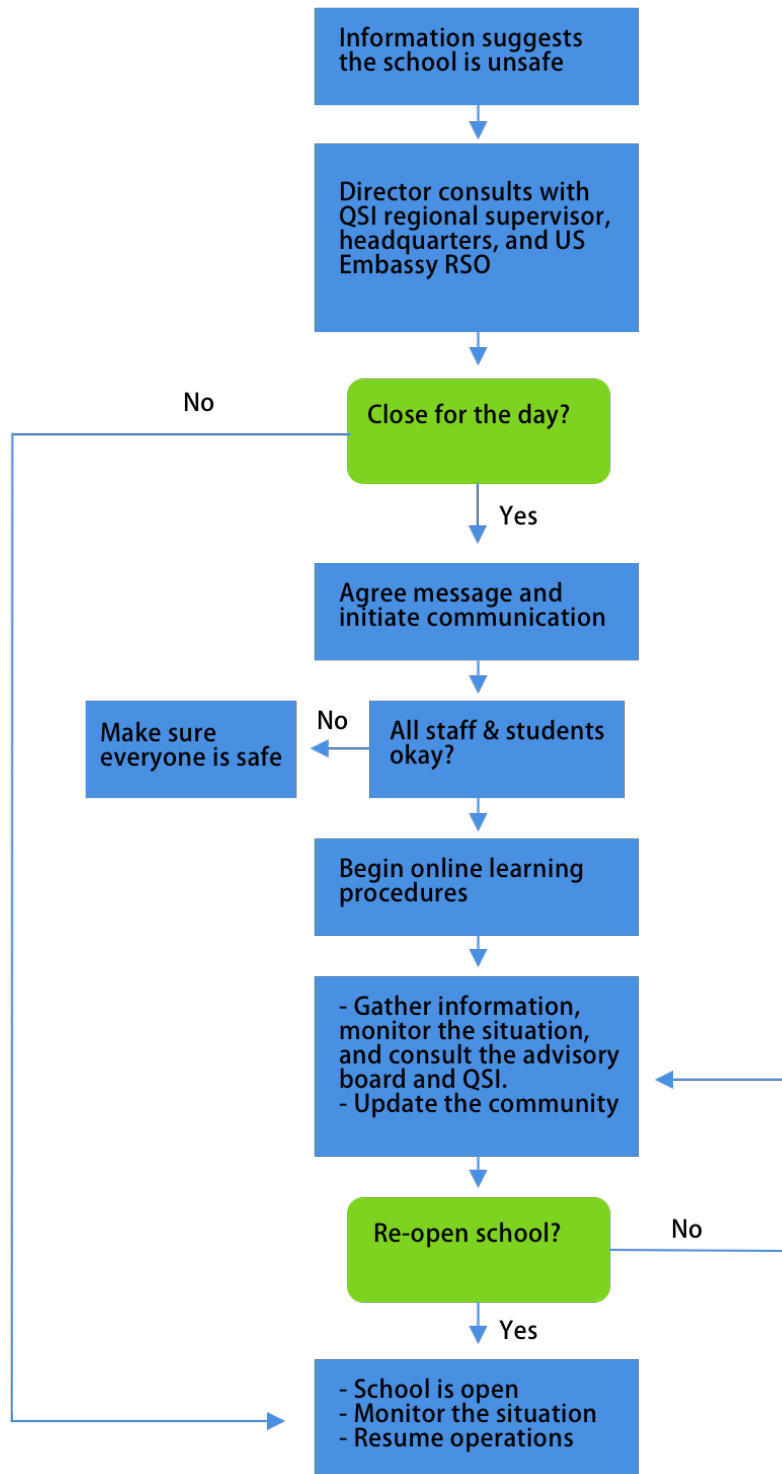 Information suggests
the school is unsafe
Director consults with
QSI regional supervisor,
headquarters, and US
Embassy RSO
No
Close for the day?
Yes
Agree message and
initiate communication
Make sure
everyone is safe
No
All staff & students
okay?
Begin online learning
procedures
- Gather information,
monitor the situation,
and consult the advisory
board and QSI.
- Update the community
Re-open school?
No
Yes
- School is open
- Monitor the situation
- Resume operations